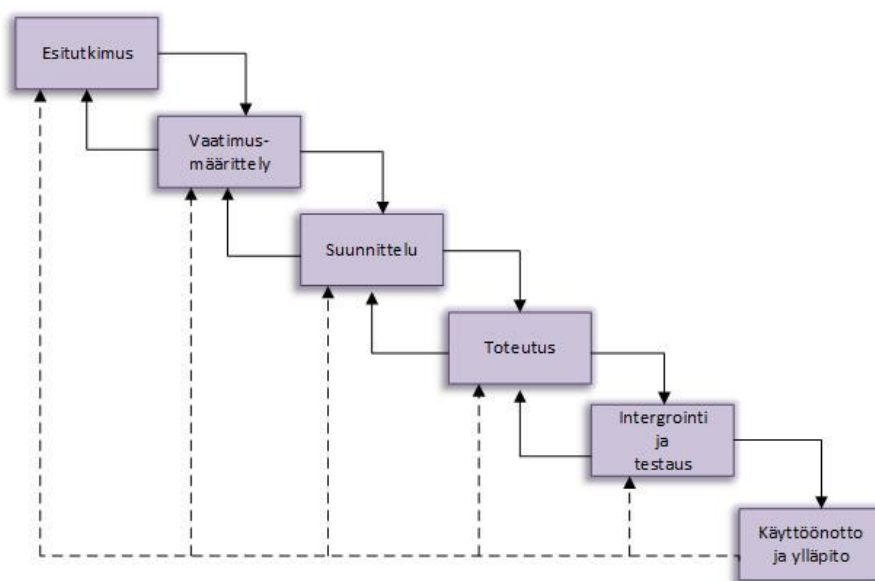 Esitutkimus
Vaatimus-
määrittely
Suunnittelu
Toteutus
Intergrointi
ja
testaus
Käyttöönotto
ja ylläpito